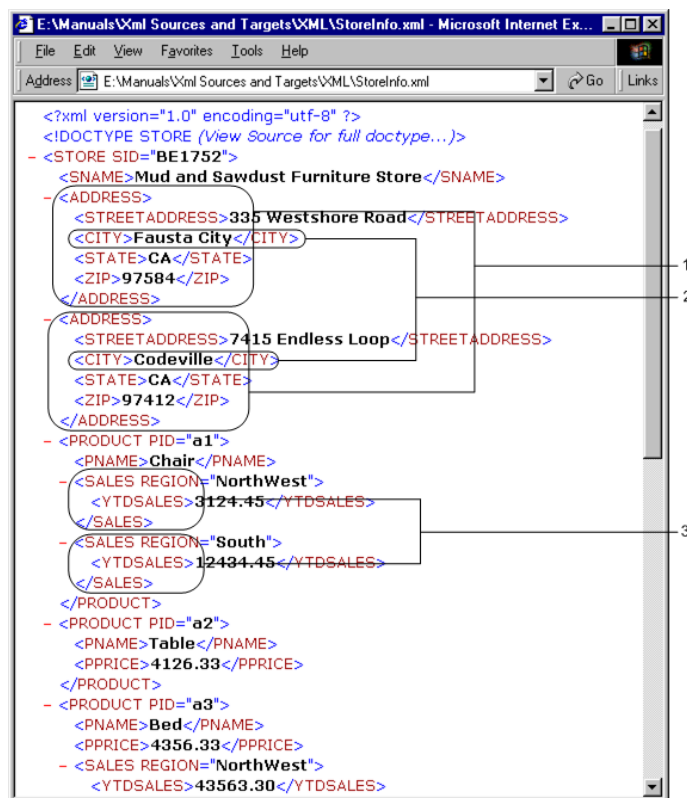 E:\Manuals\Xml Sources and Targets\XML\StoreInfo.xml - Microsoft Internet Ex...
File Edit View Favorites Tools Help
Address E:\Manuals\Xml Sources and Targets\XML\StoreInfo.xml Go Links
<?xml version="1.0" encoding="utf-8" ?>
<!DOCTYPE STORE (View Source for full doctype...)>
- <STORE SID="BE1752">
<SNAME>Mud and Sawdust Furniture Store</SNAME>
- <ADDRESS>
<STREETADDRESS>335 Westshore Road</STREETADDRESS>
<CITY>Fausta City</CITY>
<STATE>CA</STATE>
<ZIP>97584</ZIP>
</ADDRESS>
1
2
- <ADDRESS>
<STREETADDRESS>7415 Endless Loop</STREETADDRESS>
<CITY>Codeville</CITY>
<STATE>CA</STATE>
<ZIP>97412</ZIP>
</ADDRESS>
- <PRODUCT PID="a1">
<PNAME>Chair</PNAME>
- <SALES REGION="NorthWest">
<YTDSALES>3124.45</YTDSALES>
</SALES>
3
- <SALES REGION="South">
<YTDSALES>12434.45</YTDSALES>
</SALES>
</PRODUCT>
- <PRODUCT PID="a2">
<PNAME>Table</PNAME>
<PPRICE>4126.33</PPRICE>
</PRODUCT>
- <PRODUCT PID="a3">
<PNAME>Bed</PNAME>
<PPRICE>4356.33</PPRICE>
- <SALES REGION="NorthWest">
<YTDSALES>43563.30</YTDSALES>